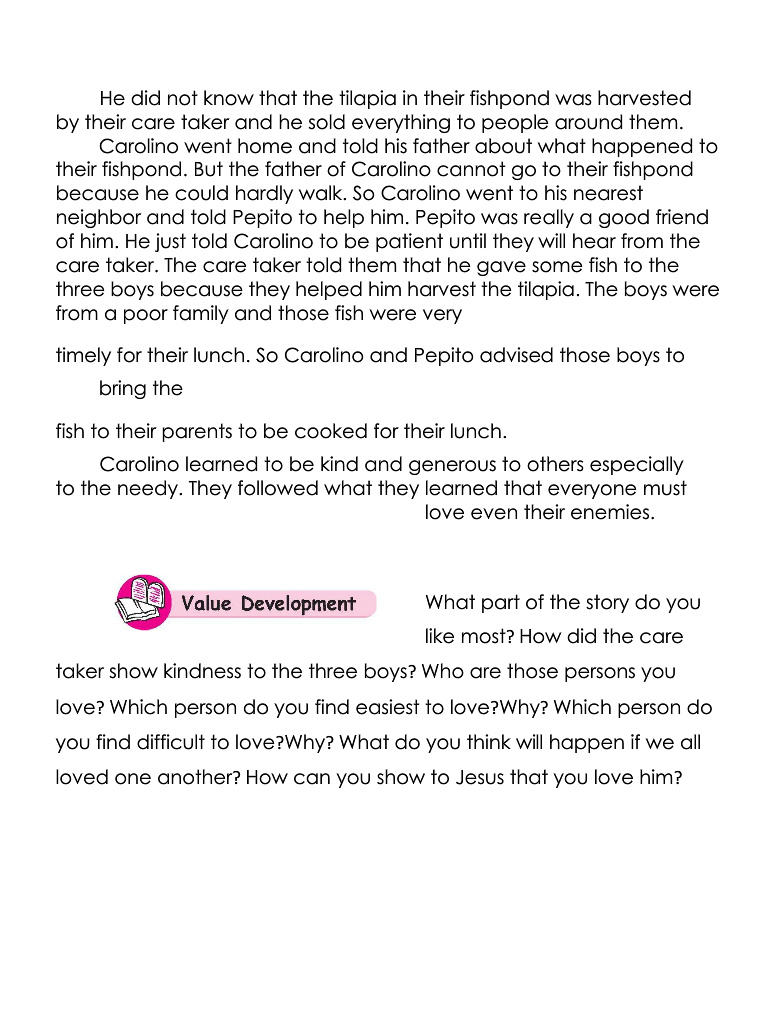 He did not know that the tilapia in their fishpond was harvested
by their care taker and he sold everything to people around them.
Carolino went home and told his father about what happened to
their fishpond. But the father of Carolino cannot go to their fishpond
because he could hardly walk. So Carolino went to his nearest
neighbor and told Pepito to help him. Pepito was really a good friend
of him. He just told Carolino to be patient until they will hear from the
care taker. The care taker told them that he gave some fish to the
three boys because they helped him harvest the tilapia. The boys were
from a poor family and those fish were very
timely for their lunch. So Carolino and Pepito advised those boys to
bring the
fish to their parents to be cooked for their lunch.
Carolino learned to be kind and generous to others especially
to the needy. They followed what they learned that everyone must
love even their enemies.
Value Development
What part of the story do you
like most? How did the care
taker show kindness to the three boys? Who are those persons you
love? Which person do you find easiest to love?Why? Which person do
you find difficult to love?Why? What do you think will happen if we all
loved one another? How can you show to Jesus that you love him?